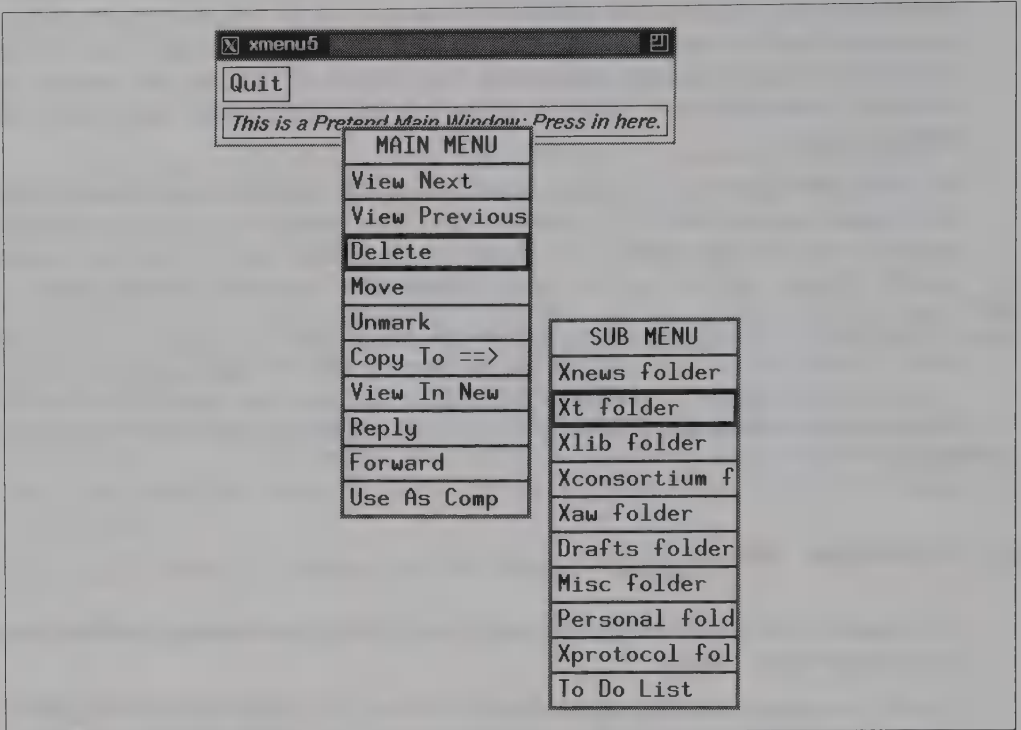 xmenu5
Quit
This is a Pretend Main Window; Press in here.
MAIN MENU
View Next
View Previous
Delete
Move
Unmark
Copy To ==>
View In New
Reply
Forward
Use As Comp
SUB MENU
Xnews folder
Xt folder
Xlib folder
Xconsortium f
Xaw folder
Drafts folder
Misc folder
Personal fold
Xprotocol fol
To Do List